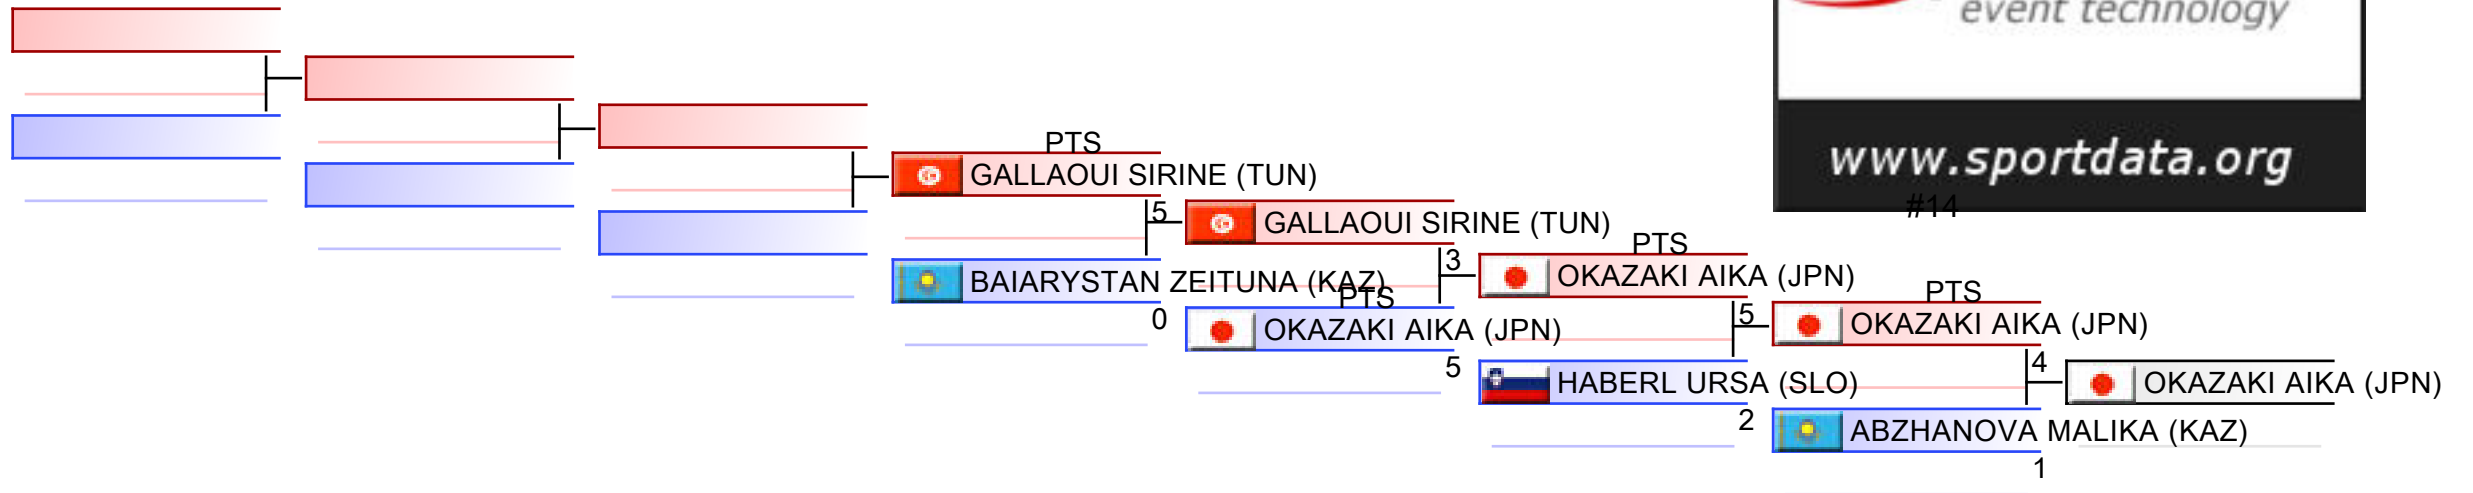 event technology
www.sportdata.org
#14
PTS
GALLAOUI SIRINE (TUN)
5
BAIARYSTAN ZEITUNA (KAZ)
0
GALLAOUI SIRINE (TUN)
3
PTS
OKAZAKI AIKA (JPN)
5
PTS
OKAZAKI AIKA (JPN)
5
HABERL URSA (SLO)
2
PTS
OKAZAKI AIKA (JPN)
4
ABZHANOVA MALIKA (KAZ)
1
OKAZAKI AIKA (JPN)